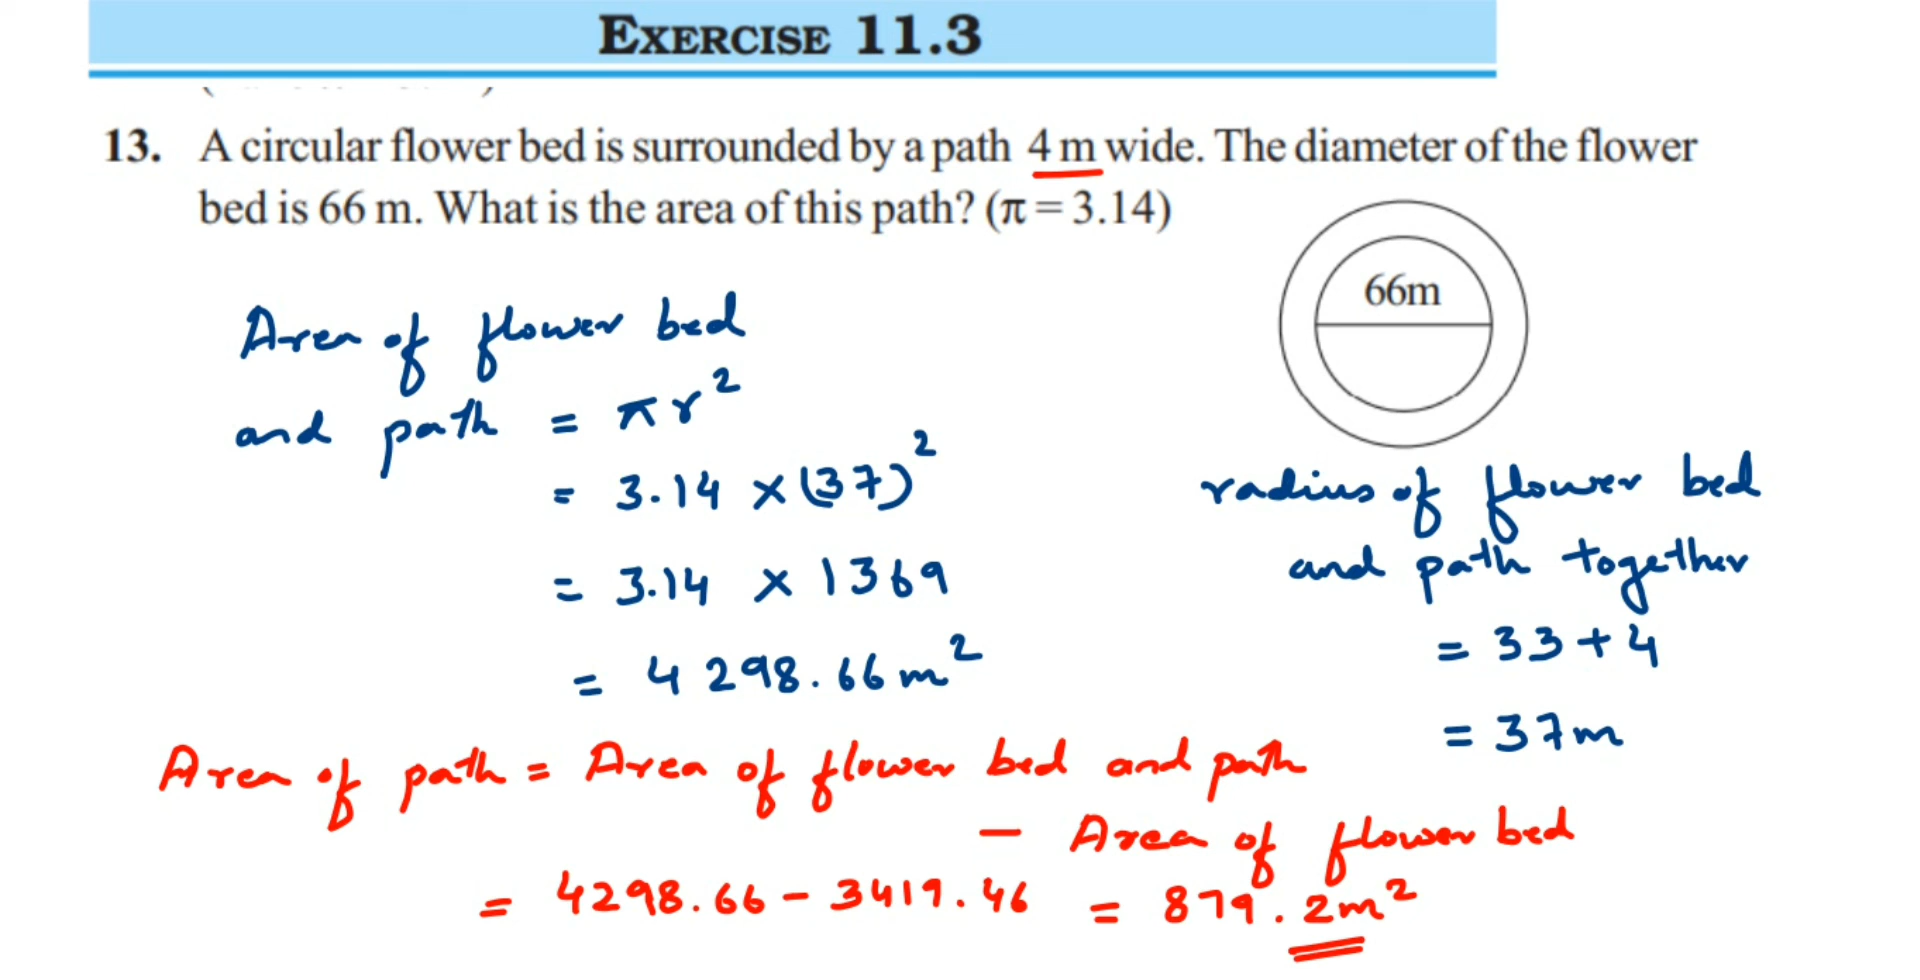 EXERCISE 11.3
13. A circular flower bed is surrounded by a path 4 m wide. The diameter of the flower
bed is 66 m. What is the area of this path? (π = 3.14)
66m
Area of flower bed
and path = πr²
= 3.14 × (37)²
= 3.14 × 1369
= 4298.66 m²
radius of flower bed
and path together
= 33 + 4
= 37m
Area of path = Area of flower bed and path
− Area of flower bed
= 4298.66 − 3419.46 = 879.2m²